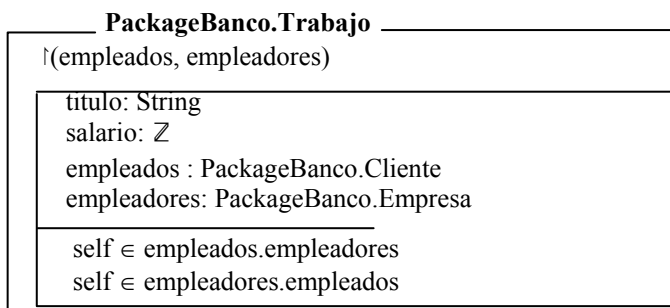 PackageBanco.Trabajo
↾(empleados, empleadores)
titulo: String
salario: ℤ
empleados : PackageBanco.Cliente
empleadores: PackageBanco.Empresa
self ∈ empleados.empleadores
self ∈ empleadores.empleados